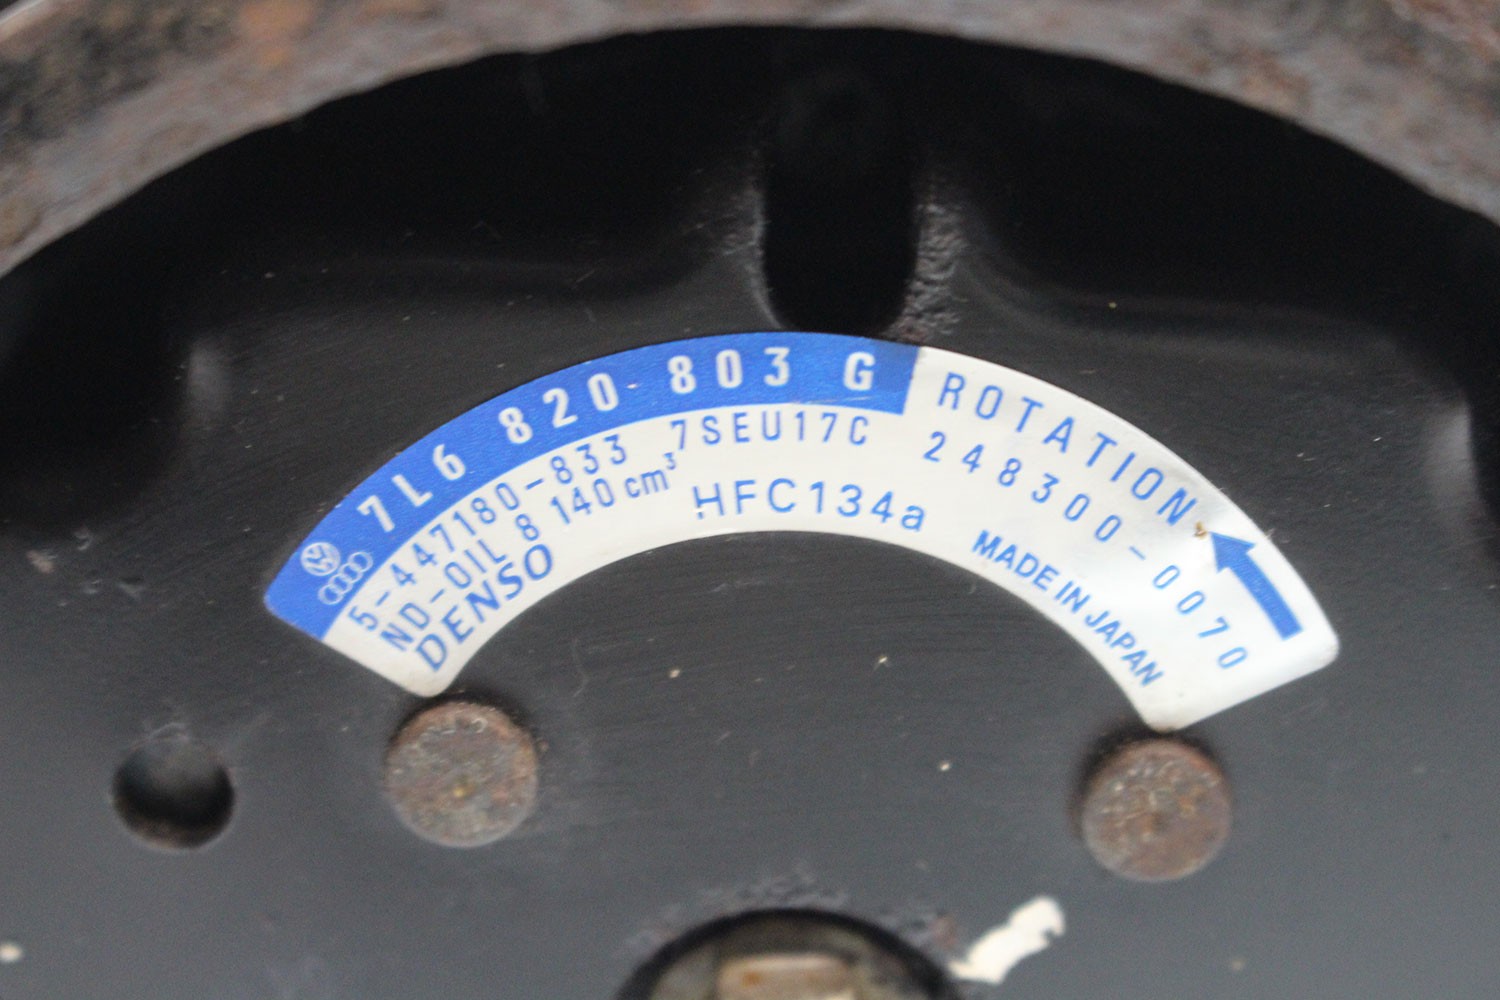 7L6 820 803 G
5-447180-833 7SEU17C
ND-OIL 8 140 cm³
DENSO
HFC134a
ROTATION
248300-0070
MADE IN JAPAN